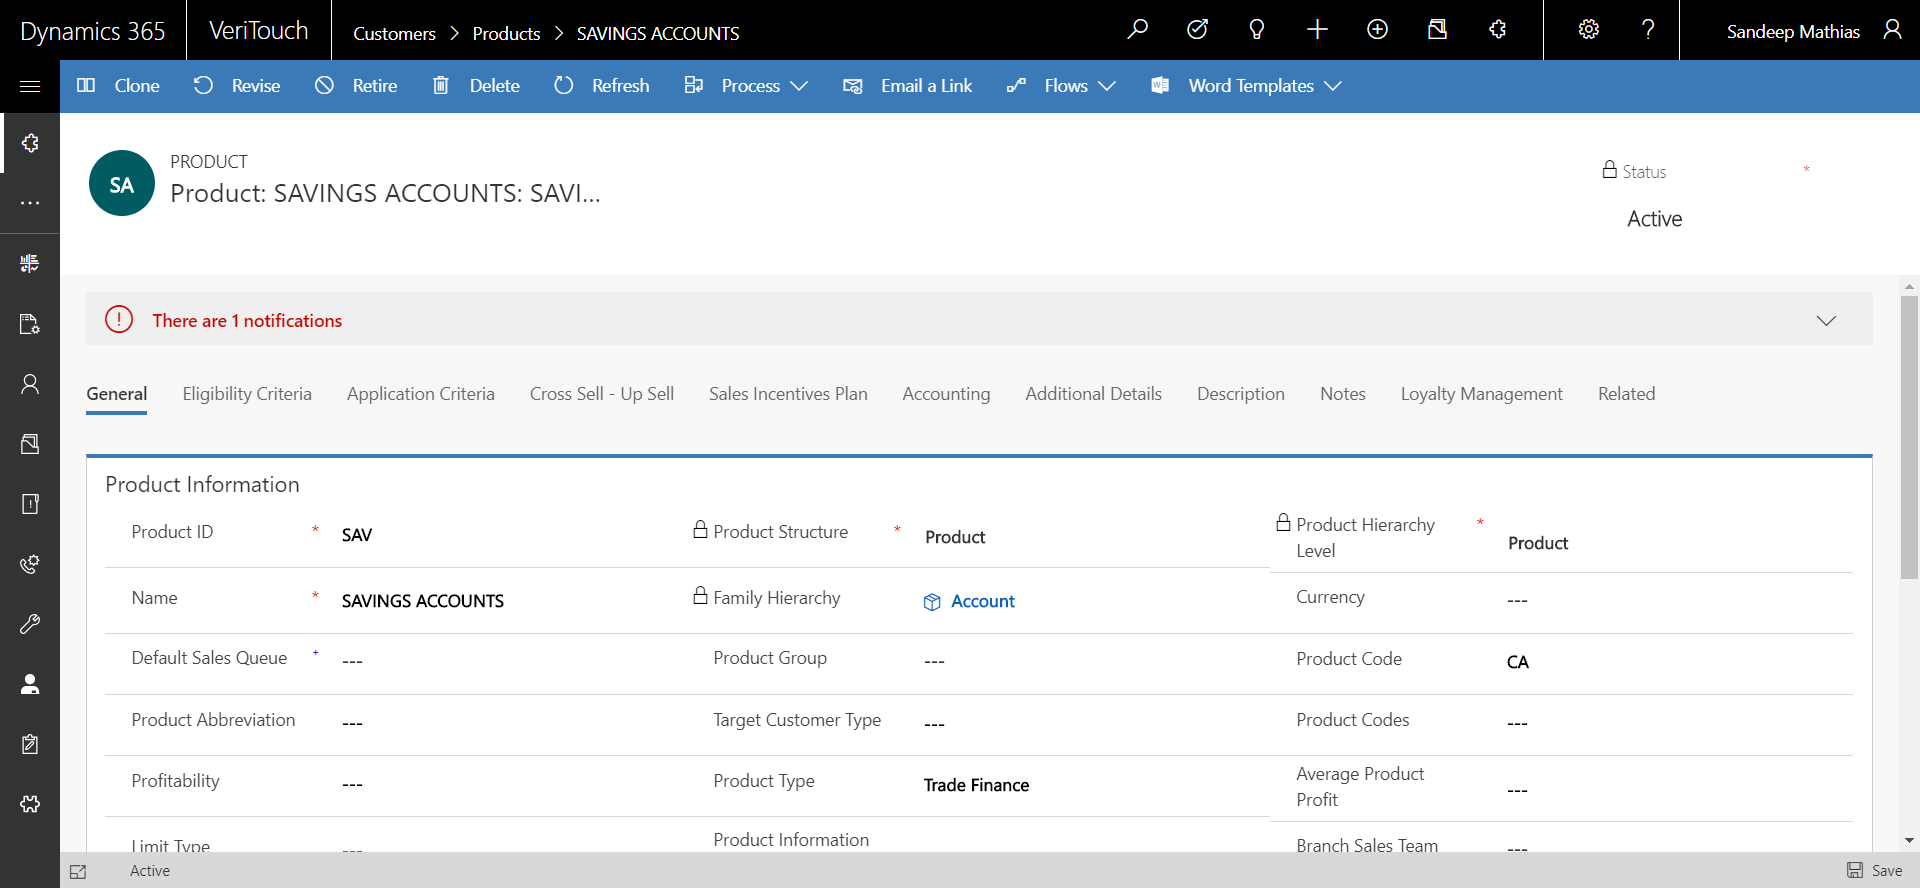 Dynamics 365 VeriTouch Customers > Products > SAVINGS ACCOUNTS Sandeep Mathias
Clone Revise Retire Delete Refresh Process Email a Link Flows Word Templates
SA
PRODUCT
Product: SAVINGS ACCOUNTS: SAVI...
Status *
Active
There are 1 notifications
General Eligibility Criteria Application Criteria Cross Sell - Up Sell Sales Incentives Plan Accounting Additional Details Description Notes Loyalty Management Related
Product Information
Product ID * SAV Product Structure * Product Product Hierarchy Level * Product
Name * SAVINGS ACCOUNTS Family Hierarchy Account Currency ---
Default Sales Queue + --- Product Group --- Product Code CA
Product Abbreviation --- Target Customer Type --- Product Codes ---
Profitability --- Product Type Trade Finance Average Product Profit ---
Limit Type --- Product Information Branch Sales Team ---
Active Save